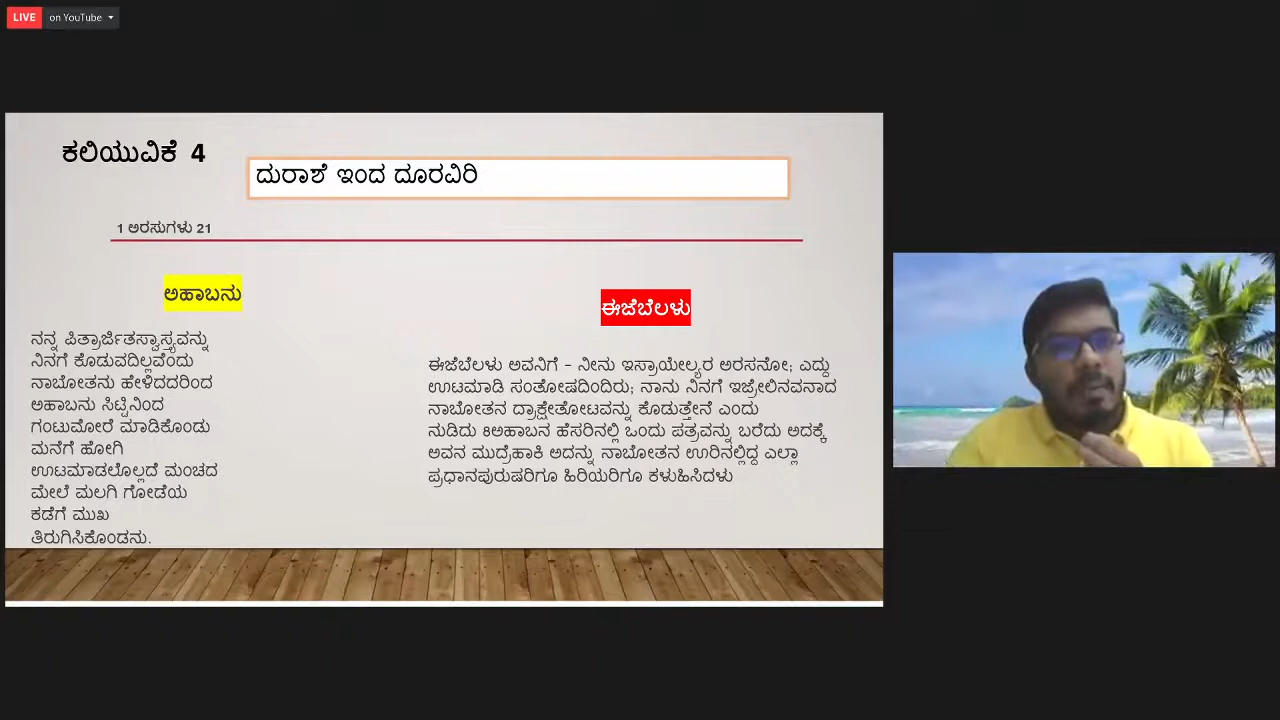 LIVE on YouTube
ಕಲಿಯುವಿಕೆ 4
ದುರಾಶೆ ಇಂದ ದೂರವಿರಿ
1 ಅರಸುಗಳು 21
ಅಹಾಬನು
ನನ್ನ ಪಿತ್ರಾರ್ಜಿತಸ್ವಾಸ್ತ್ಯವನ್ನು
ನಿನಗೆ ಕೊಡುವದಿಲ್ಲವೆಂದು
ನಾಬೋತನು ಹೇಳಿದದರಿಂದ
ಅಹಾಬನು ಸಿಟ್ಟಿನಿಂದ
ಗಂಟುಮೋರೆ ಮಾಡಿಕೊಂಡು
ಮನೆಗೆ ಹೋಗಿ
ಊಟಮಾಡಲೊಲ್ಲದೆ ಮಂಚದ
ಮೇಲೆ ಮಲಗಿ ಗೋಡೆಯ
ಕಡೆಗೆ ಮುಖ
ತಿರುಗಿಸಿಕೊಂಡನು.
ಈಜೆಬೆಲಳು
ಈಜೆಬೆಲಳು ಅವನಿಗೆ – ನೀನು ಇಸ್ರಾಯೇಲ್ಯರ ಅರಸನೋ; ಎದ್ದು
ಊಟಮಾಡಿ ಸಂತೋಷದಿಂದಿರು; ನಾನು ನಿನಗೆ ಇಜ್ರೇಲಿನವನಾದ
ನಾಬೋತನ ದ್ರಾಕ್ಷೇತೋಟವನ್ನು ಕೊಡುತ್ತೇನೆ ಎಂದು
ನುಡಿದು 8ಅಹಾಬನ ಹೆಸರಿನಲ್ಲಿ ಒಂದು ಪತ್ರವನ್ನು ಬರೆದು ಅದಕ್ಕೆ
ಅವನ ಮುದ್ರೆಹಾಕಿ ಅದನ್ನು ನಾಬೋತನ ಊರಿನಲ್ಲಿದ್ದ ಎಲ್ಲಾ
ಪ್ರಧಾನಪುರುಷರಿಗೂ ಹಿರಿಯರಿಗೂ ಕಳುಹಿಸಿದಳು